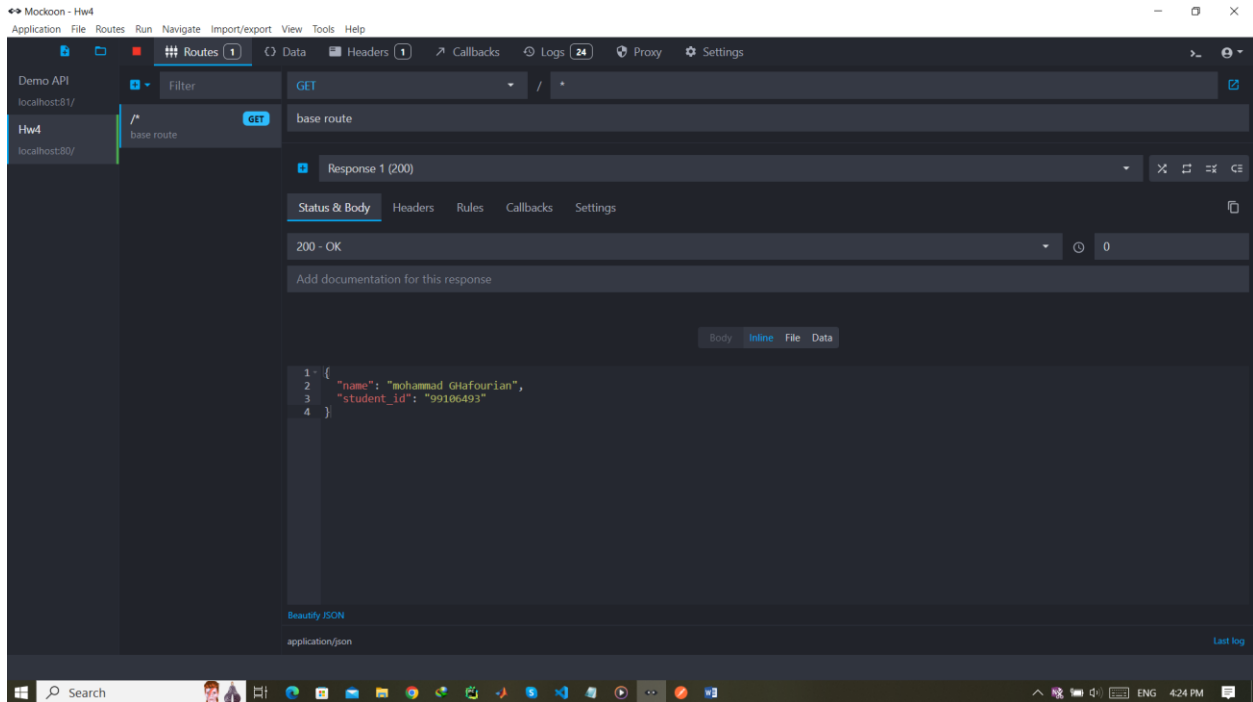 Mockoon - Hw4
Application File Routes Run Navigate Import/export View Tools Help
Routes 1 Data Headers 1 Callbacks Logs 24 Proxy Settings
Demo API
localhost:81/
Hw4
localhost:80/
Filter
/* GET
base route
GET / *
base route
Response 1 (200)
Status & Body Headers Rules Callbacks Settings
200 - OK 0
Add documentation for this response
Body Inline File Data
1 {
2 "name": "mohammad GHafourian",
3 "student_id": "99106493"
4 }
Beautify JSON
application/json Last log
Search ENG 4:24 PM